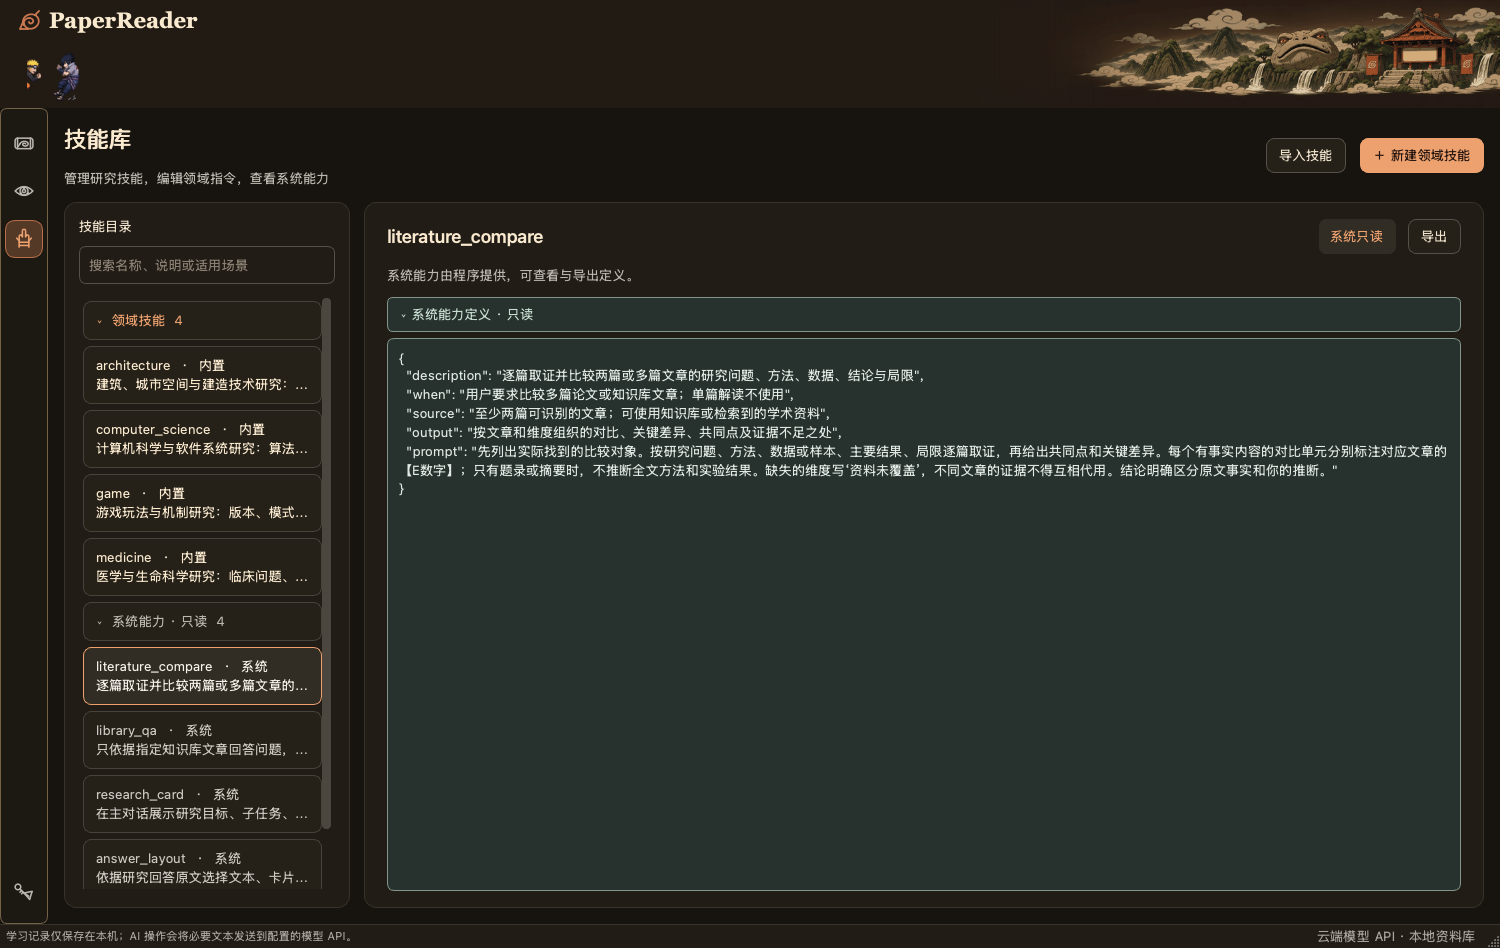 PaperReader
技能库
管理研究技能，编辑领域指令，查看系统能力
导入技能
+ 新建领域技能
技能目录
搜索名称、说明或适用场景
领域技能 4
architecture · 内置
建筑、城市空间与建造技术研究：...
computer_science · 内置
计算机科学与软件系统研究：算法...
game · 内置
游戏玩法与机制研究：版本、模式...
medicine · 内置
医学与生命科学研究：临床问题、...
系统能力 · 只读 4
literature_compare · 系统
逐篇取证并比较两篇或多篇文章的...
library_qa · 系统
只依据指定知识库文章回答问题，...
research_card · 系统
在主对话展示研究目标、子任务、...
answer_layout · 系统
依据研究回答原文选择文本、卡片...
literature_compare
系统只读
导出
系统能力由程序提供，可查看与导出定义。
系统能力定义 · 只读
{
"description": "逐篇取证并比较两篇或多篇文章的研究问题、方法、数据、结论与局限",
"when": "用户要求比较多篇论文或知识库文章；单篇解读不使用",
"source": "至少两篇可识别的文章；可使用知识库或检索到的学术资料",
"output": "按文章和维度组织的对比、关键差异、共同点及证据不足之处",
"prompt": "先列出实际找到的比较对象。按研究问题、方法、数据或样本、主要结果、局限逐篇取证，再给出共同点和关键差异。每个有事实内容的对比单元分别标注对应文章的
【E数字】；只有题录或摘要时，不推断全文方法和实验结果。缺失的维度写‘资料未覆盖’，不同文章的证据不得互相代用。结论明确区分原文事实和你的推断。"
}
学习记录仅保存在本机；AI 操作会将必要文本发送到配置的模型 API。
云端模型 API · 本地资料库